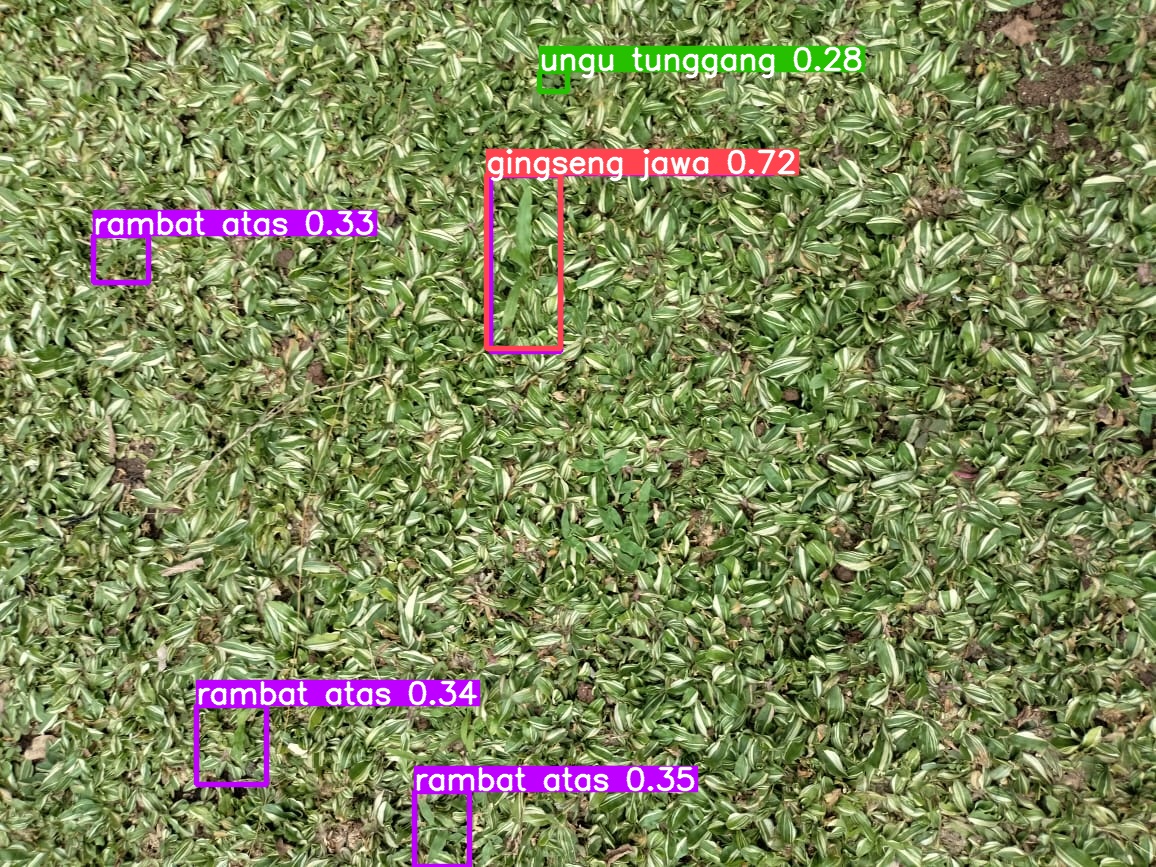 ungu tunggang 0.28
gingseng jawa 0.72
rambat atas 0.33
rambat atas 0.34
rambat atas 0.35